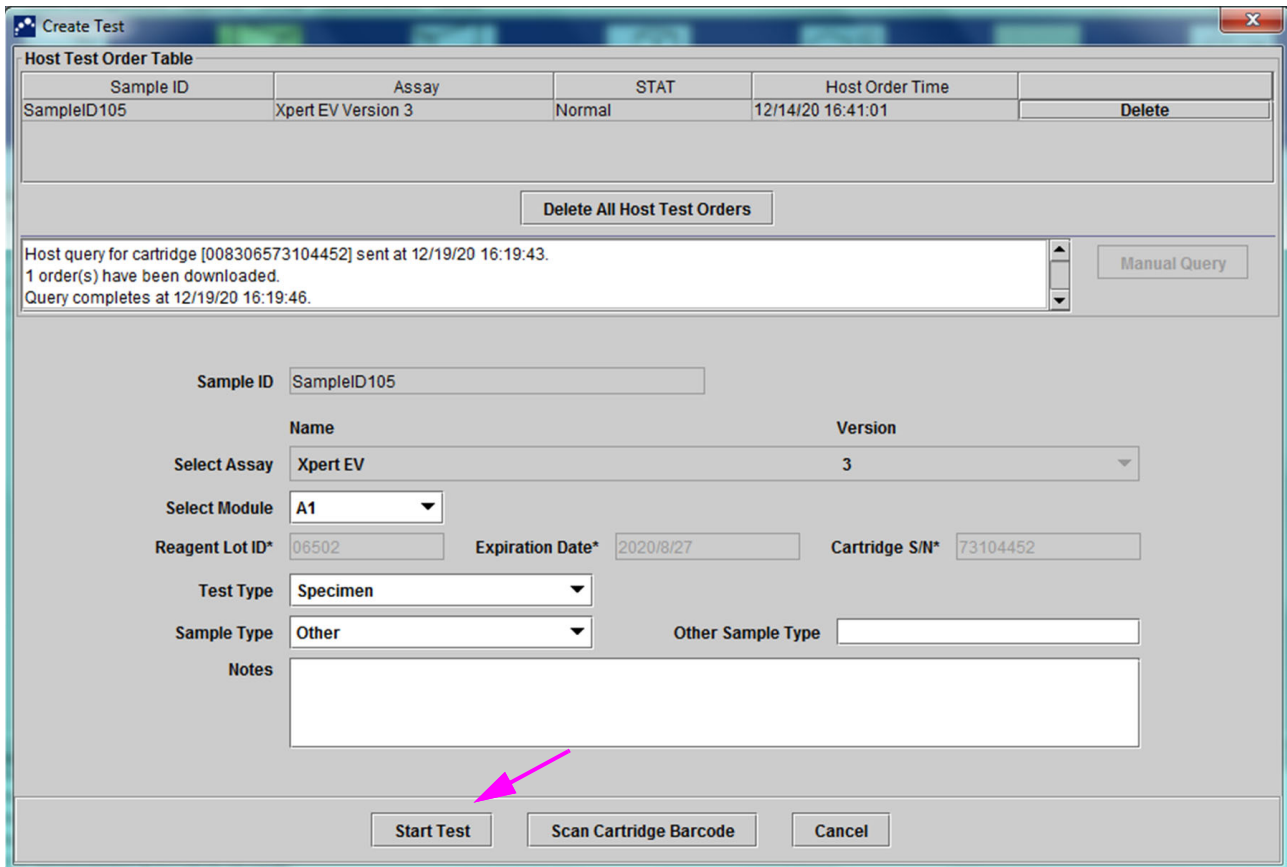 Create Test
Host Test Order Table
Sample ID Assay STAT Host Order Time
SampleID105 Xpert EV Version 3 Normal 12/14/20 16:41:01 Delete
Delete All Host Test Orders
Host query for cartridge [008306573104452] sent at 12/19/20 16:19:43.
1 order(s) have been downloaded.
Query completes at 12/19/20 16:19:46.
Manual Query
Sample ID SampleID105
Name Version
Select Assay Xpert EV 3
Select Module A1
Reagent Lot ID* 06502 Expiration Date* 2020/8/27 Cartridge S/N* 73104452
Test Type Specimen
Sample Type Other Other Sample Type
Notes
Start Test Scan Cartridge Barcode Cancel